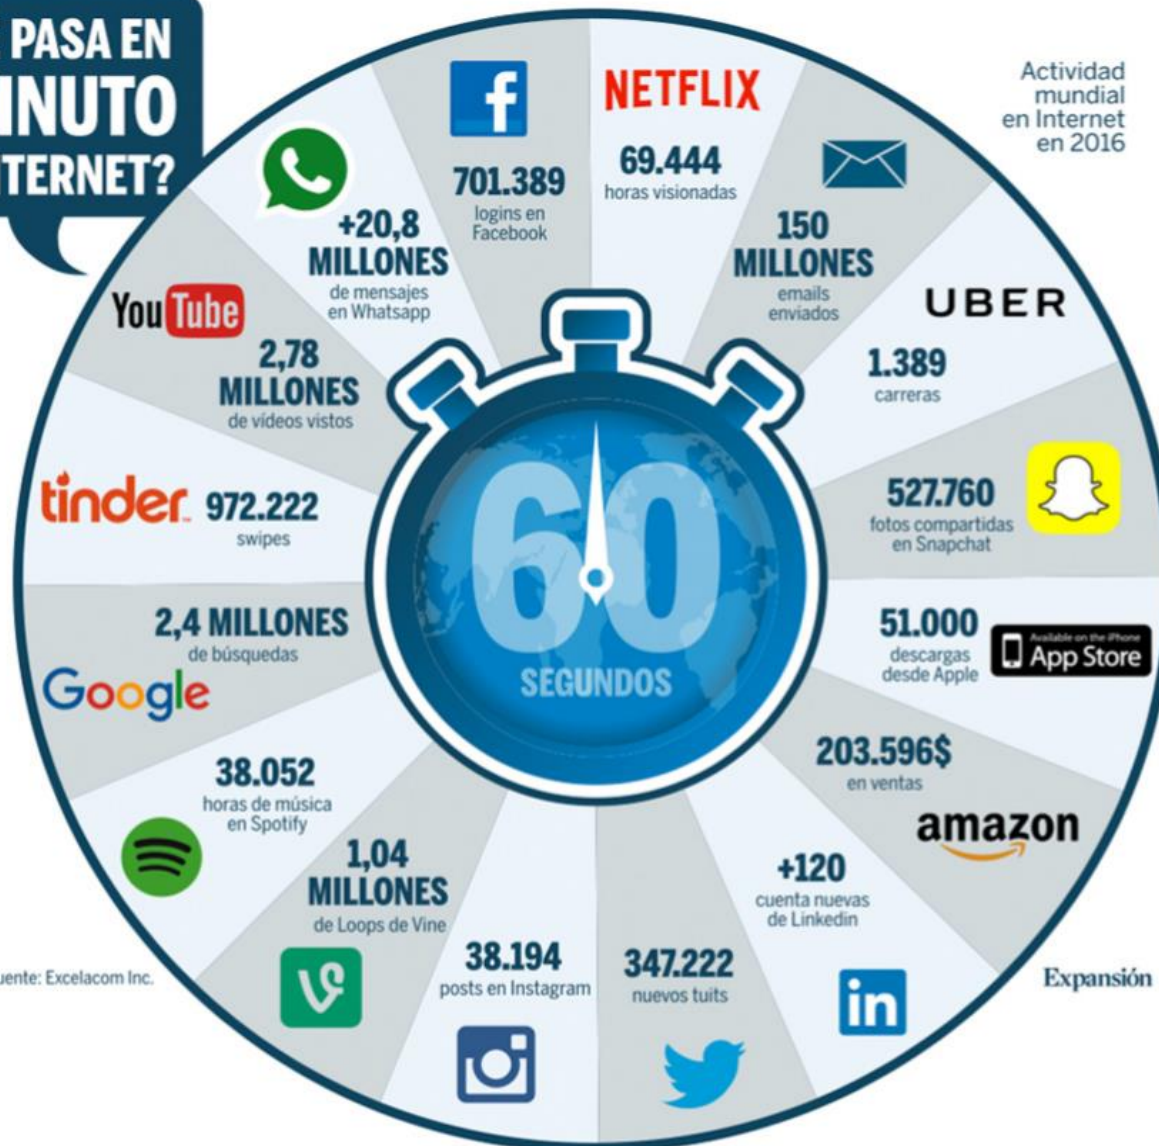 PASA EN
INUTO
TERNET?
Actividad
mundial
en Internet
en 2016
f
701.389
logins en
Facebook
NETFLIX
69.444
horas visionadas
150
MILLONES
emails
enviados
UBER
1.389
carreras
527.760
fotos compartidas
en Snapchat
51.000
descargas
desde Apple
Available on the iPhone
App Store
203.596$
en ventas
amazon
+120
cuenta nuevas
de Linkedin
in
347.222
nuevos tuits
38.194
posts en Instagram
1,04
MILLONES
de Loops de Vine
38.052
horas de música
en Spotify
2,4 MILLONES
de búsquedas
Google
tinder
972.222
swipes
YouTube
2,78
MILLONES
de vídeos vistos
+20,8
MILLONES
de mensajes
en Whatsapp
60
SEGUNDOS
uente: Excelacom Inc.
Expansión